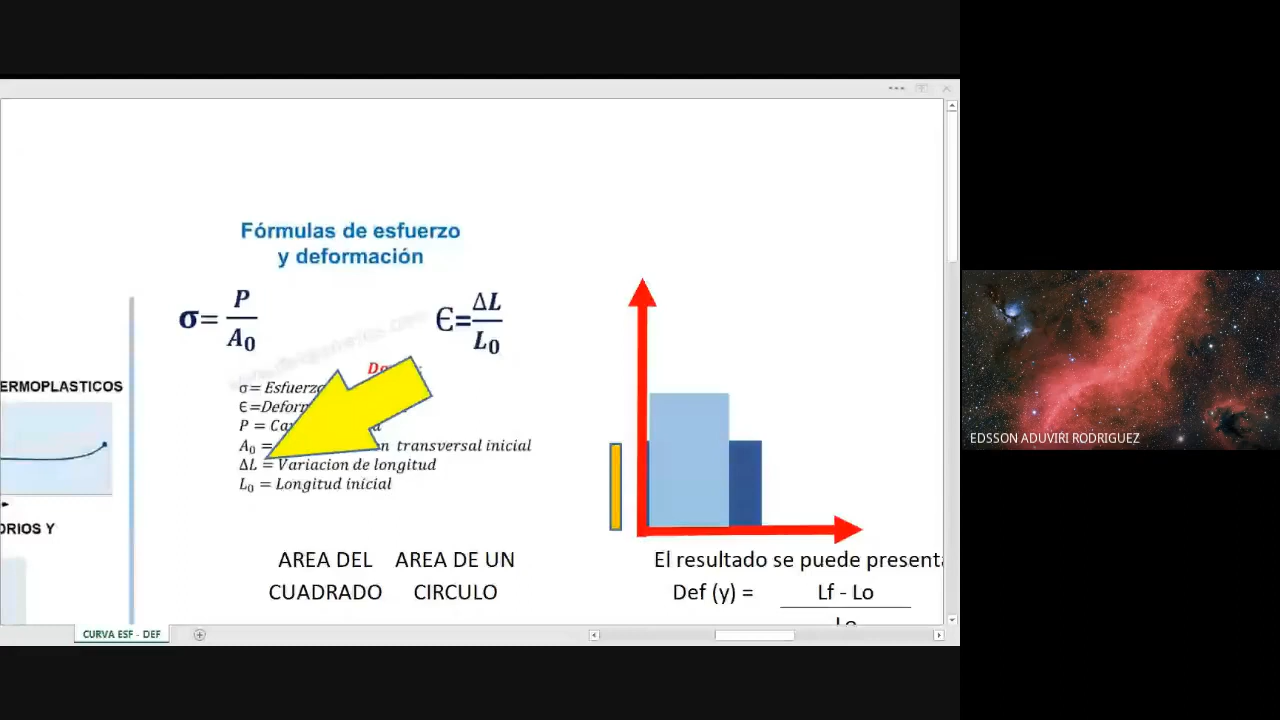 Fórmulas de esfuerzo
y deformación
σ= P / A₀
Є= ΔL / L₀
ERMOPLASTICOS
σ= Esfuerzo
Є=Defor
P = Ca
A₀ = n transversal inicial
ΔL = Variacion de longitud
L₀ = Longitud inicial
ORIOS Y
AREA DEL CUADRADO
AREA DE UN CIRCULO
El resultado se puede presenta
Def (y) = Lf - Lo
Lo
CURVA ESF - DEF
EDSSON ADUVIRI RODRIGUEZ